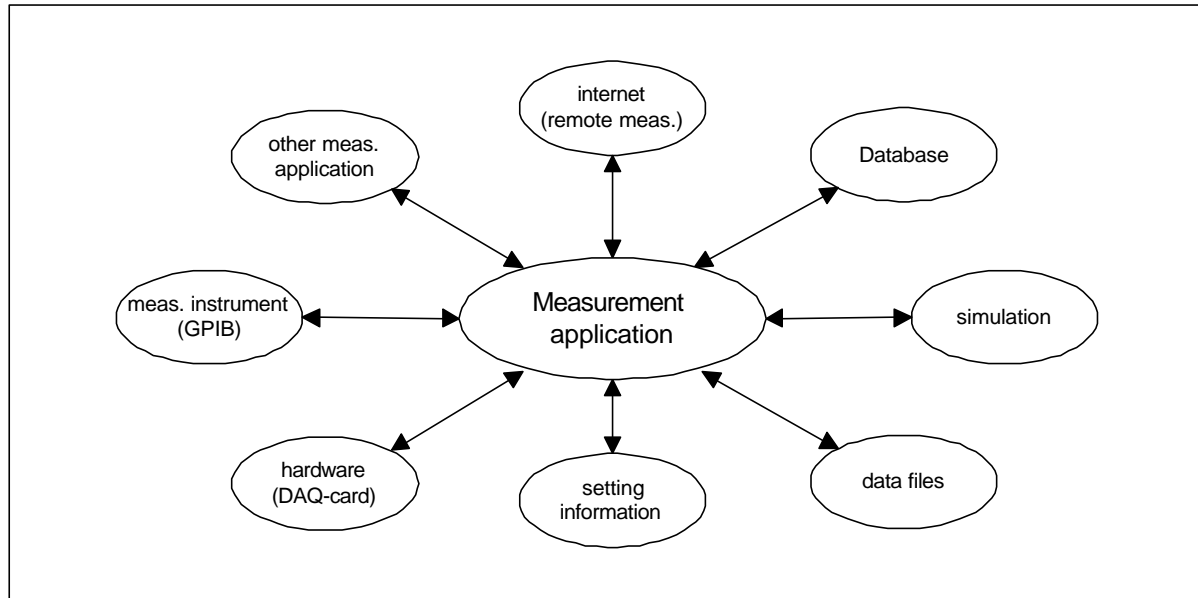 internet
(remote meas.)
other meas.
application
Database
meas. instrument
(GPIB)
Measurement
application
simulation
hardware
(DAQ-card)
setting
information
data files